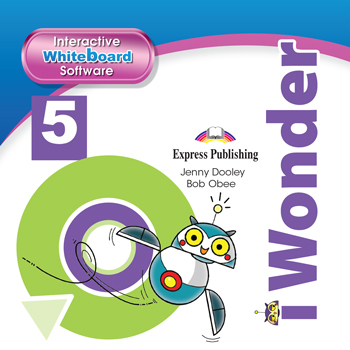 Interactive
Whiteboard
Software
5
Express Publishing
Jenny Dooley
Bob Obee
i Wonder